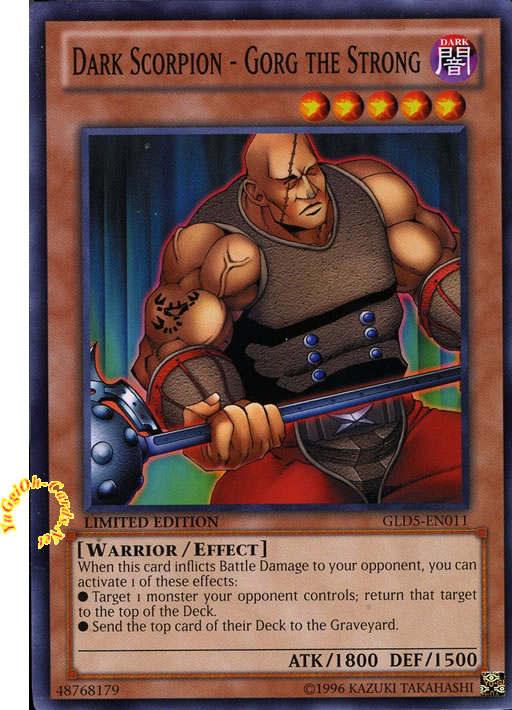 DARK SCORPION - GORG THE STRONG
DARK
闇
LIMITED EDITION
GLD5-EN011
[WARRIOR / EFFECT]
When this card inflicts Battle Damage to your opponent, you can
activate 1 of these effects:
● Target 1 monster your opponent controls; return that target
to the top of the Deck.
● Send the top card of their Deck to the Graveyard.
ATK/1800 DEF/1500
48768179
©1996 KAZUKI TAKAHASHI
YuGeiOh-Cards.Net